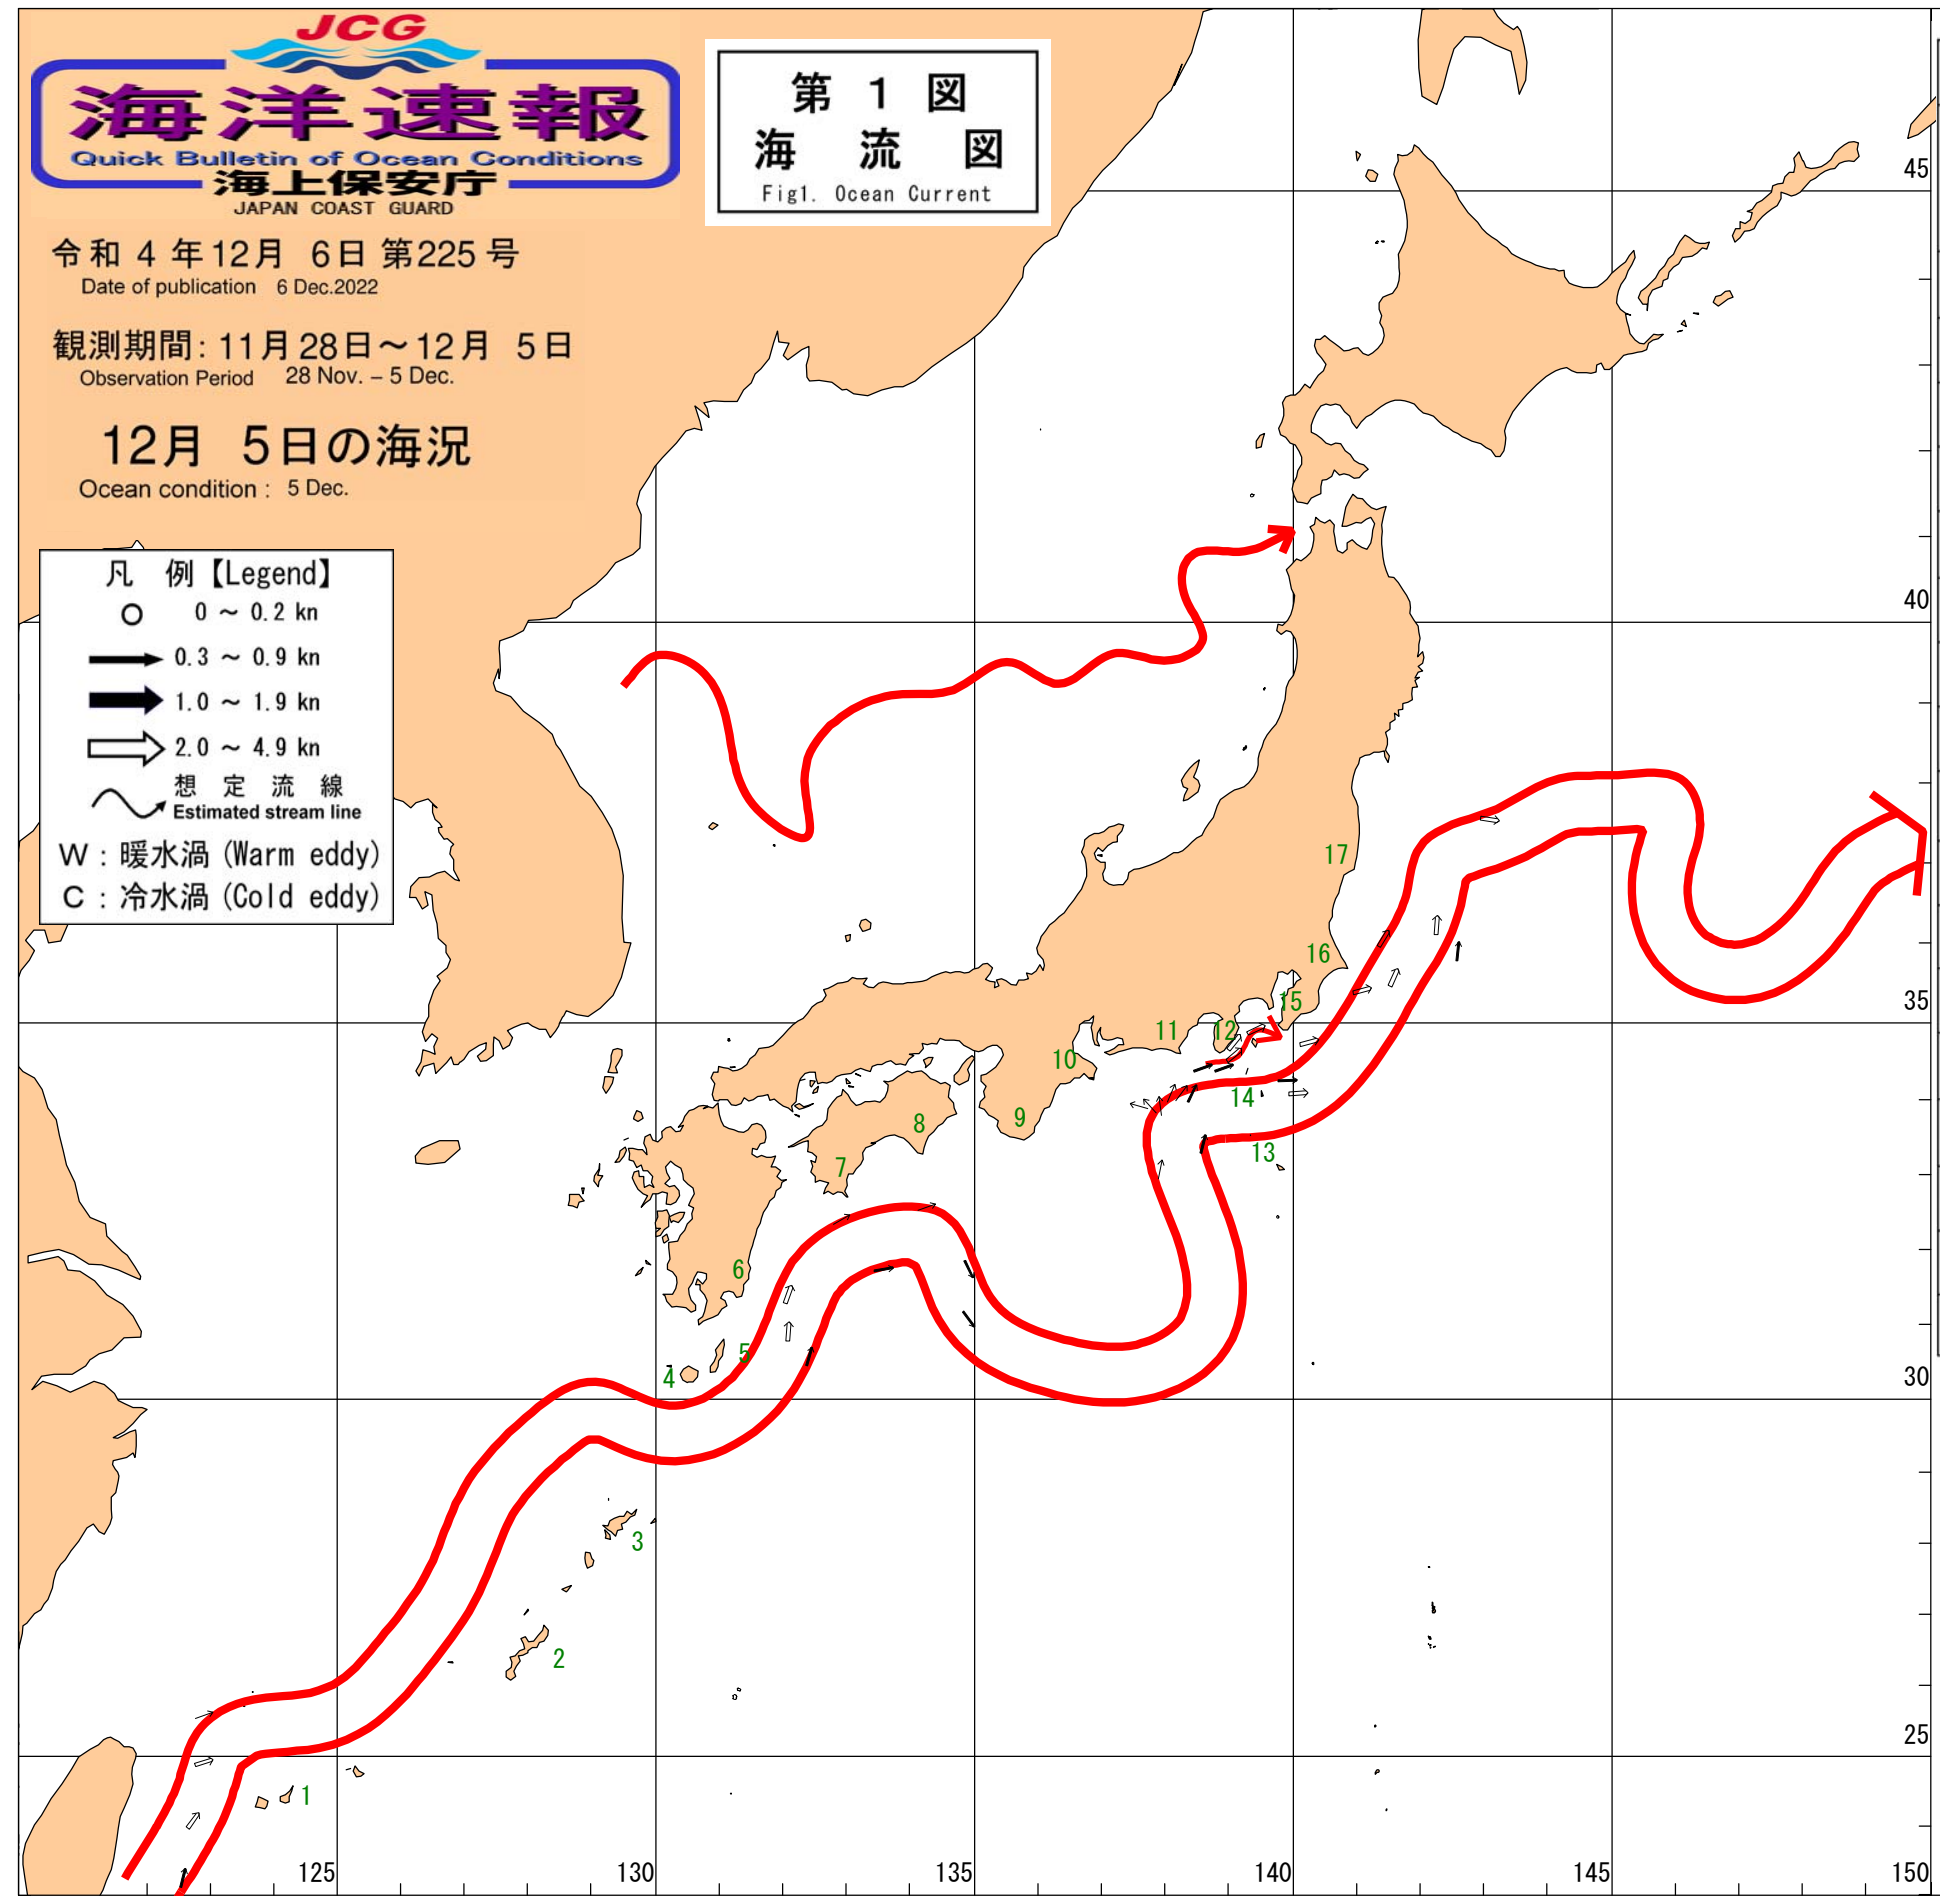 JCG
海洋速報
Quick Bulletin of Ocean Conditions
海上保安庁
JAPAN COAST GUARD
第 1 図
海 流 図
Fig1. Ocean Current
令和 4 年12月 6日 第225号
Date of publication 6 Dec.2022
観測期間: 11月28日～12月 5日
Observation Period 28 Nov. – 5 Dec.
12月 5日の海況
Ocean condition : 5 Dec.
凡 例【Legend】
0 ～ 0.2 kn
0.3 ～ 0.9 kn
1.0 ～ 1.9 kn
2.0 ～ 4.9 kn
想 定 流 線
Estimated stream line
W : 暖水渦 (Warm eddy)
C : 冷水渦 (Cold eddy)
45
40
17
16
35
15
12
11
10
14
9
8
13
7
6
5
4
30
3
2
25
1
125
130
135
140
145
150